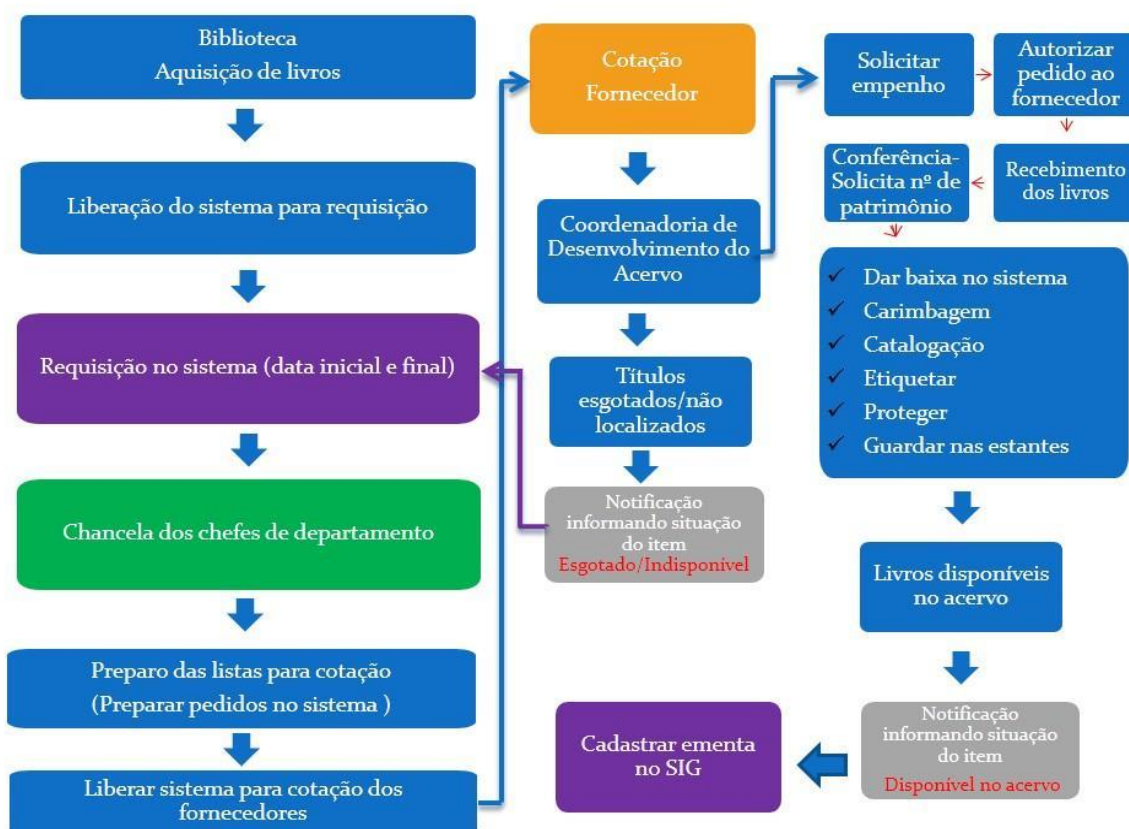 Biblioteca
Aquisição de livros
Liberação do sistema para requisição
Requisição no sistema (data inicial e final)
Chancela dos chefes de departamento
Preparo das listas para cotação
(Preparar pedidos no sistema )
Liberar sistema para cotação dos
fornecedores
Cotação
Fornecedor
Coordenadoria de
Desenvolvimento do
Acervo
Títulos
esgotados/não
localizados
Notificação
informando situação
do item
Esgotado/Indisponível
Solicitar
empenho
Autorizar
pedido ao
fornecedor
Recebimento
dos livros
Conferência-
Solicita nº de
patrimônio
Dar baixa no sistema
Carimbagem
Catalogação
Etiquetar
Proteger
Guardar nas estantes
Livros disponíveis
no acervo
Notificação
informando situação
do item
Disponível no acervo
Cadastrar ementa
no SIG